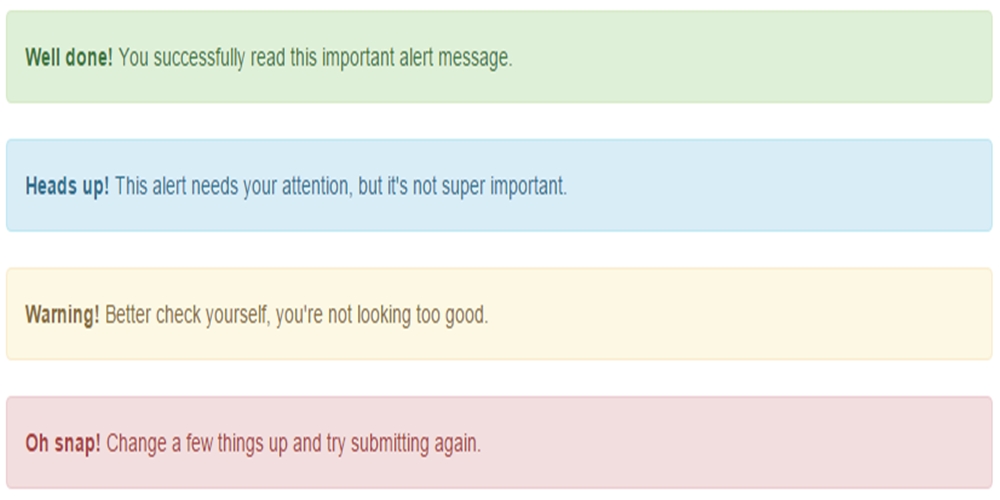 Well done! You successfully read this important alert message.
Heads up! This alert needs your attention, but it's not super important.
Warning! Better check yourself, you're not looking too good.
Oh snap! Change a few things up and try submitting again.